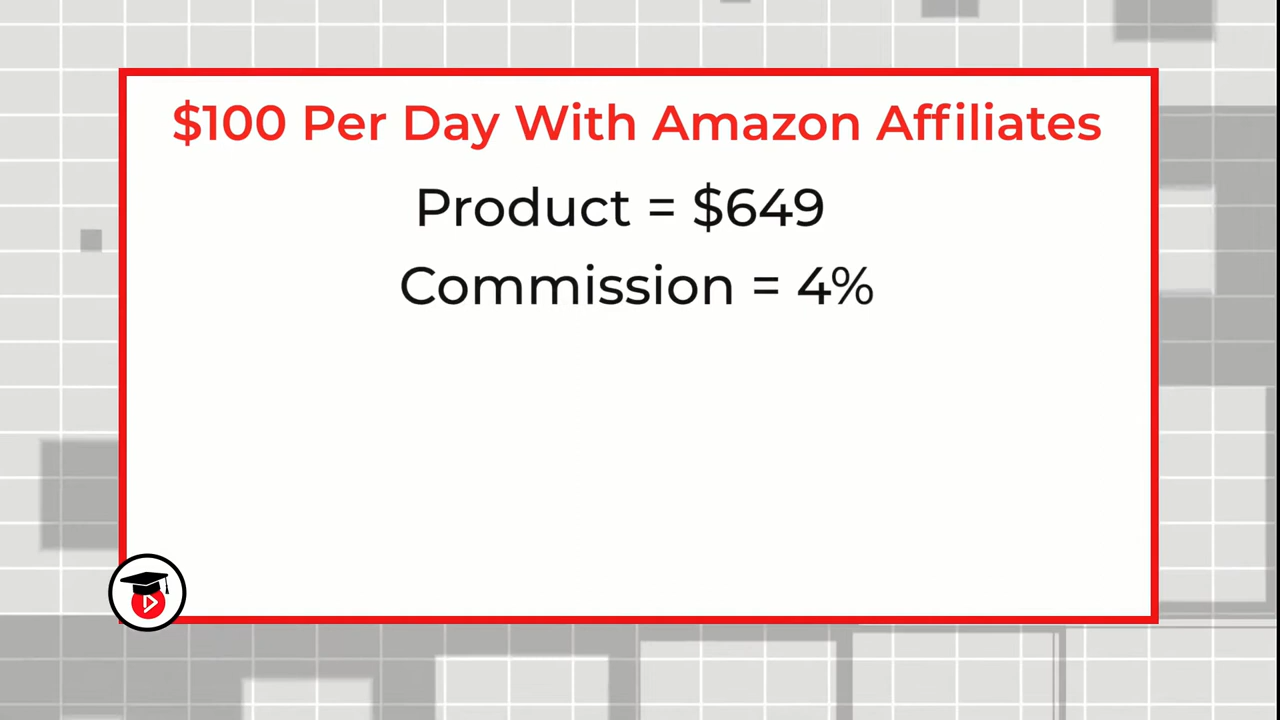 $100 Per Day With Amazon Affiliates
Product = $649
Commission = 4%